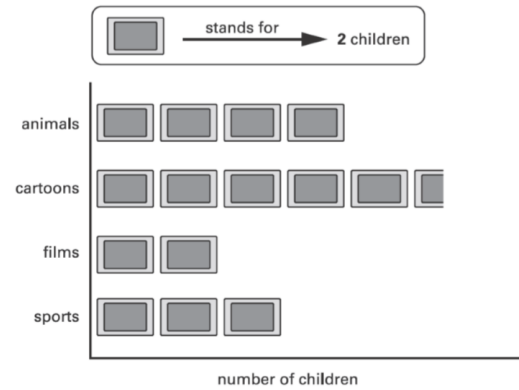 stands for
2 children
animals
cartoons
films
sports
number of children